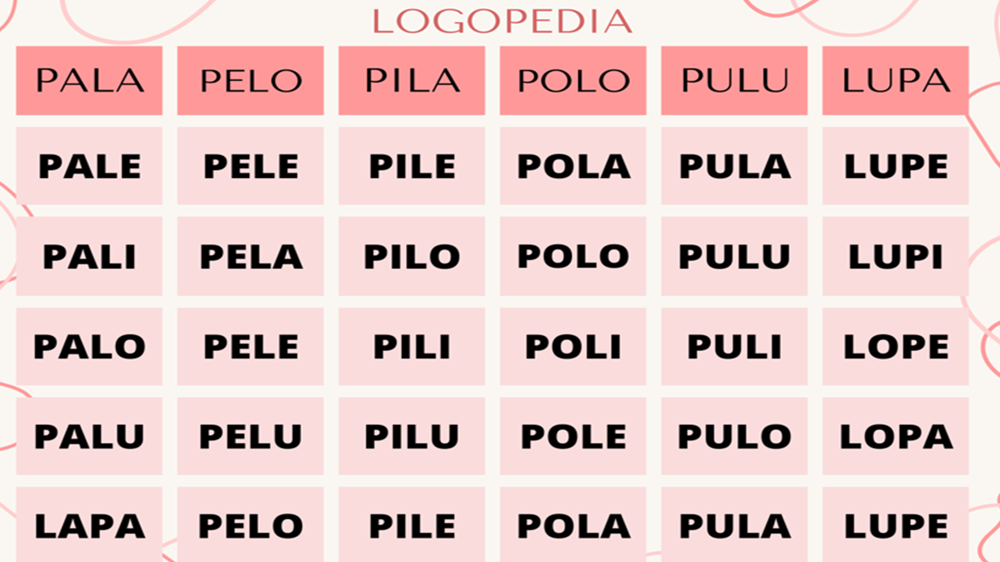 LOGOPEDIA
PALA PELO PILA POLO PULU LUPA
PALE PELE PILE POLA PULA LUPE
PALI PELA PILO POLO PULU LUPI
PALO PELE PILI POLI PULI LOPE
PALU PELU PILU POLE PULO LOPA
LAPA PELO PILE POLA PULA LUPE